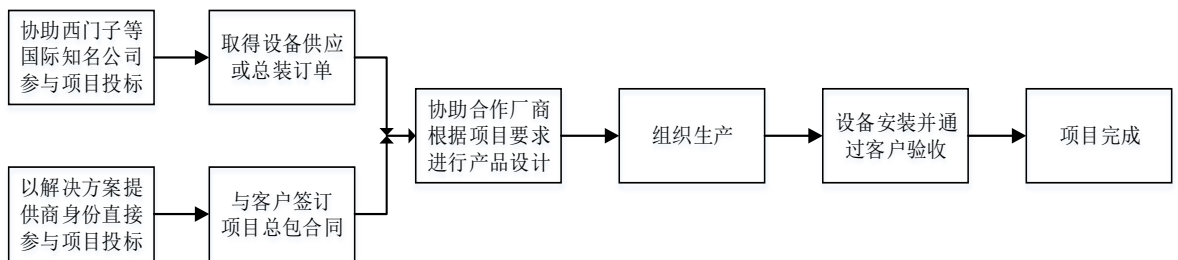 协助西门子等
国际知名公司
参与项目投标
取得设备供应
或总装订单
以解决方案提
供商身份直接
参与项目投标
与客户签订
项目总包合同
协助合作厂商
根据项目要求
进行产品设计
组织生产
设备安装并通
过客户验收
项目完成